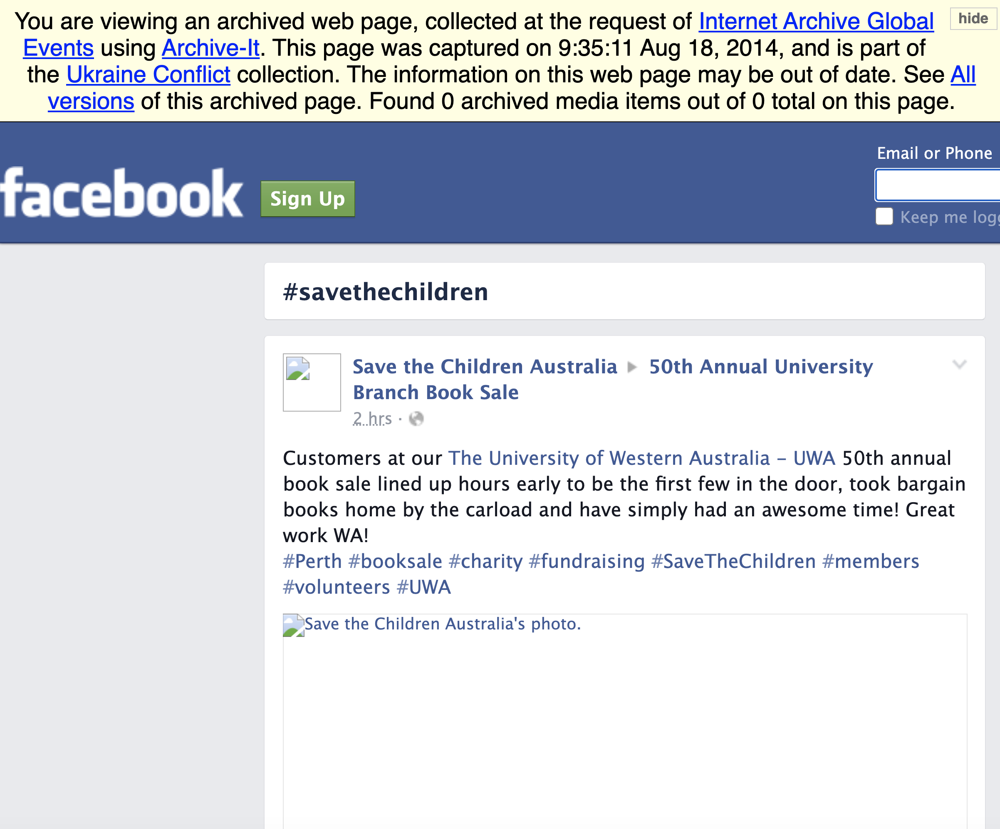 You are viewing an archived web page, collected at the request of Internet Archive Global hide
Events using Archive-It. This page was captured on 9:35:11 Aug 18, 2014, and is part of
the Ukraine Conflict collection. The information on this web page may be out of date. See All
versions of this archived page. Found 0 archived media items out of 0 total on this page.
Email or Phone
facebook Sign Up
Keep me logg
#savethechildren
Save the Children Australia ▶ 50th Annual University
Branch Book Sale
2 hrs ·
Customers at our The University of Western Australia – UWA 50th annual
book sale lined up hours early to be the first few in the door, took bargain
books home by the carload and have simply had an awesome time! Great
work WA!
#Perth #booksale #charity #fundraising #SaveTheChildren #members
#volunteers #UWA
Save the Children Australia's photo.